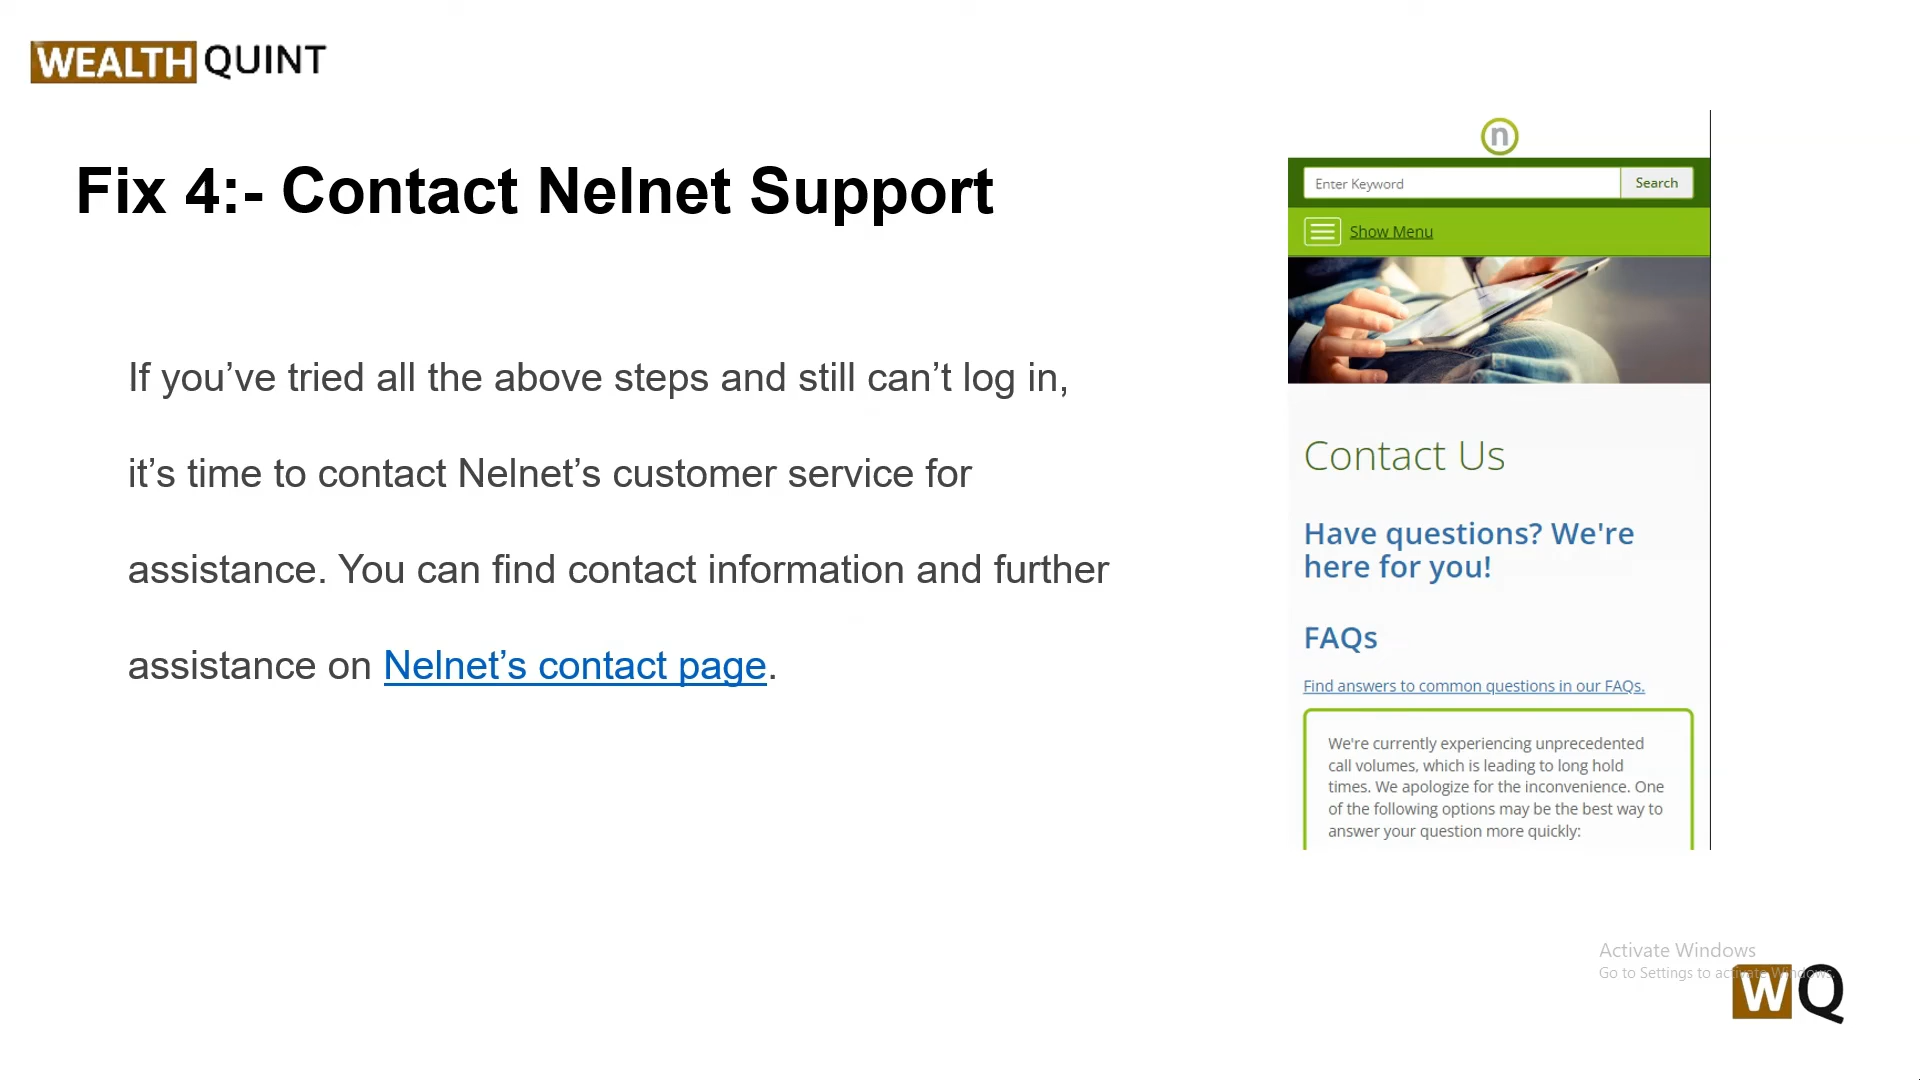 WEALTH QUINT
Fix 4:- Contact Nelnet Support
If you’ve tried all the above steps and still can’t log in,
it’s time to contact Nelnet’s customer service for
assistance. You can find contact information and further
assistance on Nelnet’s contact page.
n
Enter Keyword Search
Show Menu
Contact Us
Have questions? We're
here for you!
FAQs
Find answers to common questions in our FAQs.
We're currently experiencing unprecedented
call volumes, which is leading to long hold
times. We apologize for the inconvenience. One
of the following options may be the best way to
answer your question more quickly:
Activate Windows
Go to Settings to activate Windows.
WQ